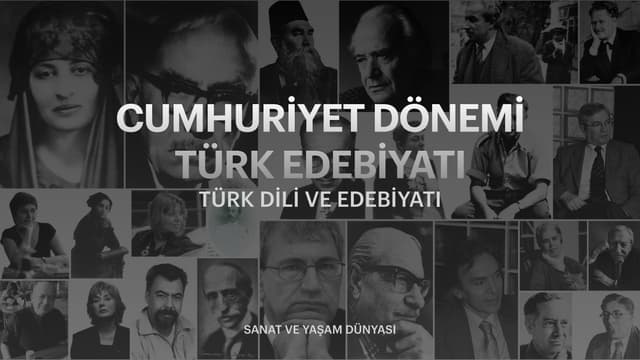 CUMHURİYET DÖNEMİ
TÜRK EDEBİYATI
TÜRK DİLİ VE EDEBİYATI
SANAT VE YAŞAM DÜNYASI